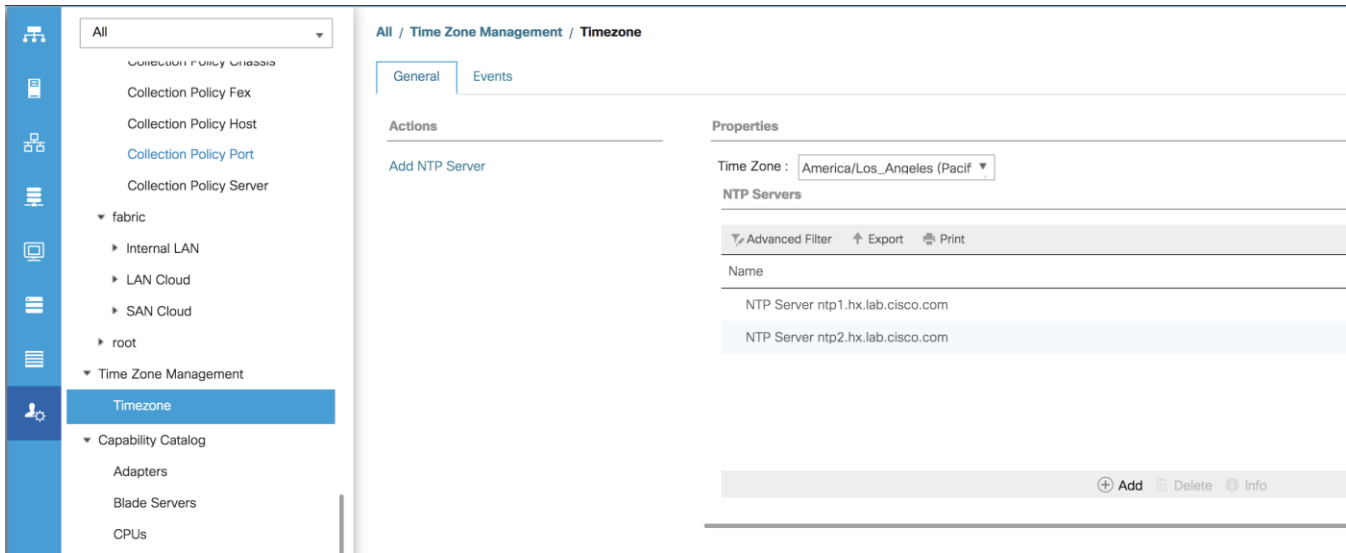 All
All / Time Zone Management / Timezone
Collection Policy Chassis
Collection Policy Fex
Collection Policy Host
Collection Policy Port
Collection Policy Server
fabric
Internal LAN
LAN Cloud
SAN Cloud
root
Time Zone Management
Timezone
Capability Catalog
Adapters
Blade Servers
CPUs
General Events
Actions
Add NTP Server
Properties
Time Zone : America/Los_Angeles (Pacif
NTP Servers
Advanced Filter Export Print
Name
NTP Server ntp1.hx.lab.cisco.com
NTP Server ntp2.hx.lab.cisco.com
Add Delete Info